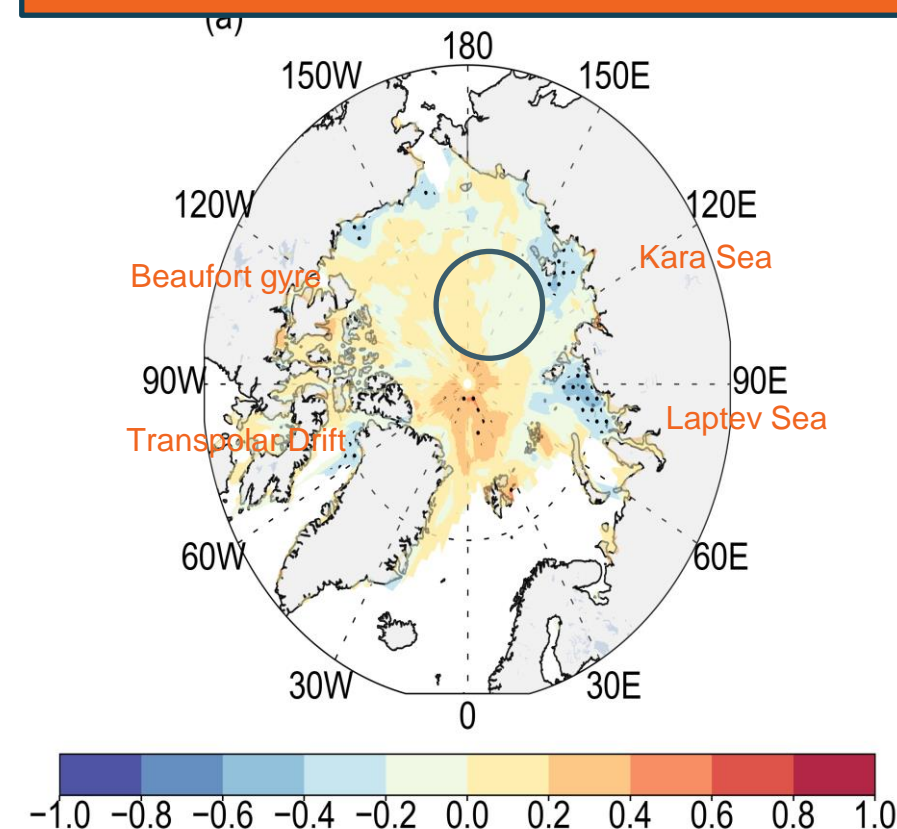 (a)
180
150W 150E
120W 120E
Kara Sea
Beaufort gyre
90W 90E
Laptev Sea
Transpolar Drift
60W 60E
30W 30E
0
−1.0 −0.8 −0.6 −0.4 −0.2 0.0 0.2 0.4 0.6 0.8 1.0